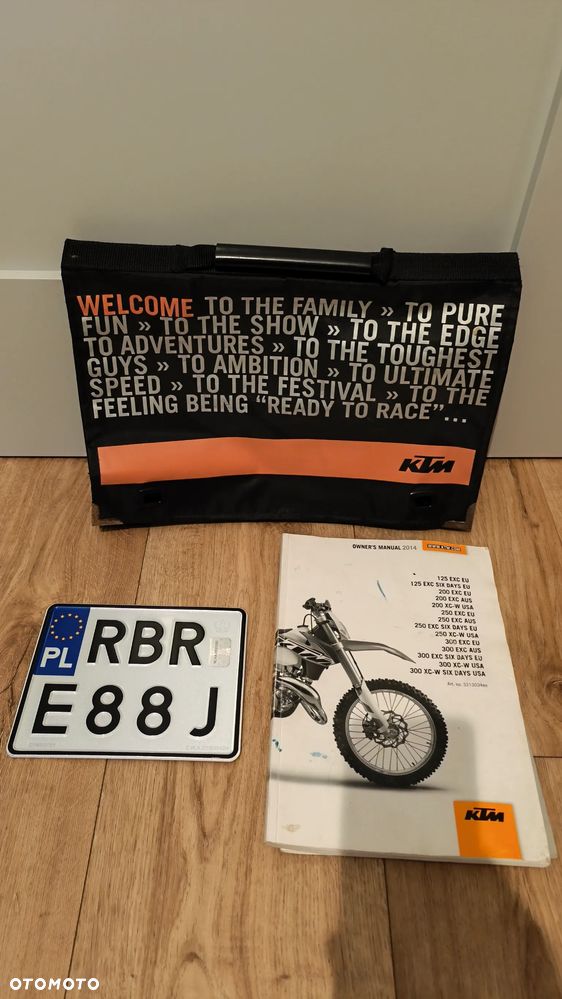 WELCOME TO THE FAMILY » TO PURE
FUN » TO THE SHOW » TO THE EDGE
TO ADVENTURES » TO THE TOUGHEST
GUYS » TO AMBITION » TO ULTIMATE
SPEED » TO THE FESTIVAL » TO THE
FEELING BEING “READY TO RACE”...
KTM
OWNER'S MANUAL 2014
125 EXC EU
125 EXC SIX DAYS EU
200 EXC EU
200 EXC AUS
200 XC-W USA
250 EXC EU
250 EXC AUS
250 EXC SIX DAYS EU
250 XC-W USA
300 EXC EU
300 EXC AUS
300 EXC SIX DAYS EU
300 XC-W USA
300 XC-W SIX DAYS USA
KTM
PL
RBR
E88J
OTOMOTO